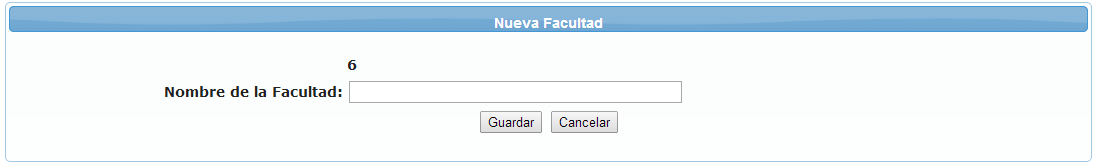 Nueva Facultad
6
Nombre de la Facultad:
Guardar Cancelar